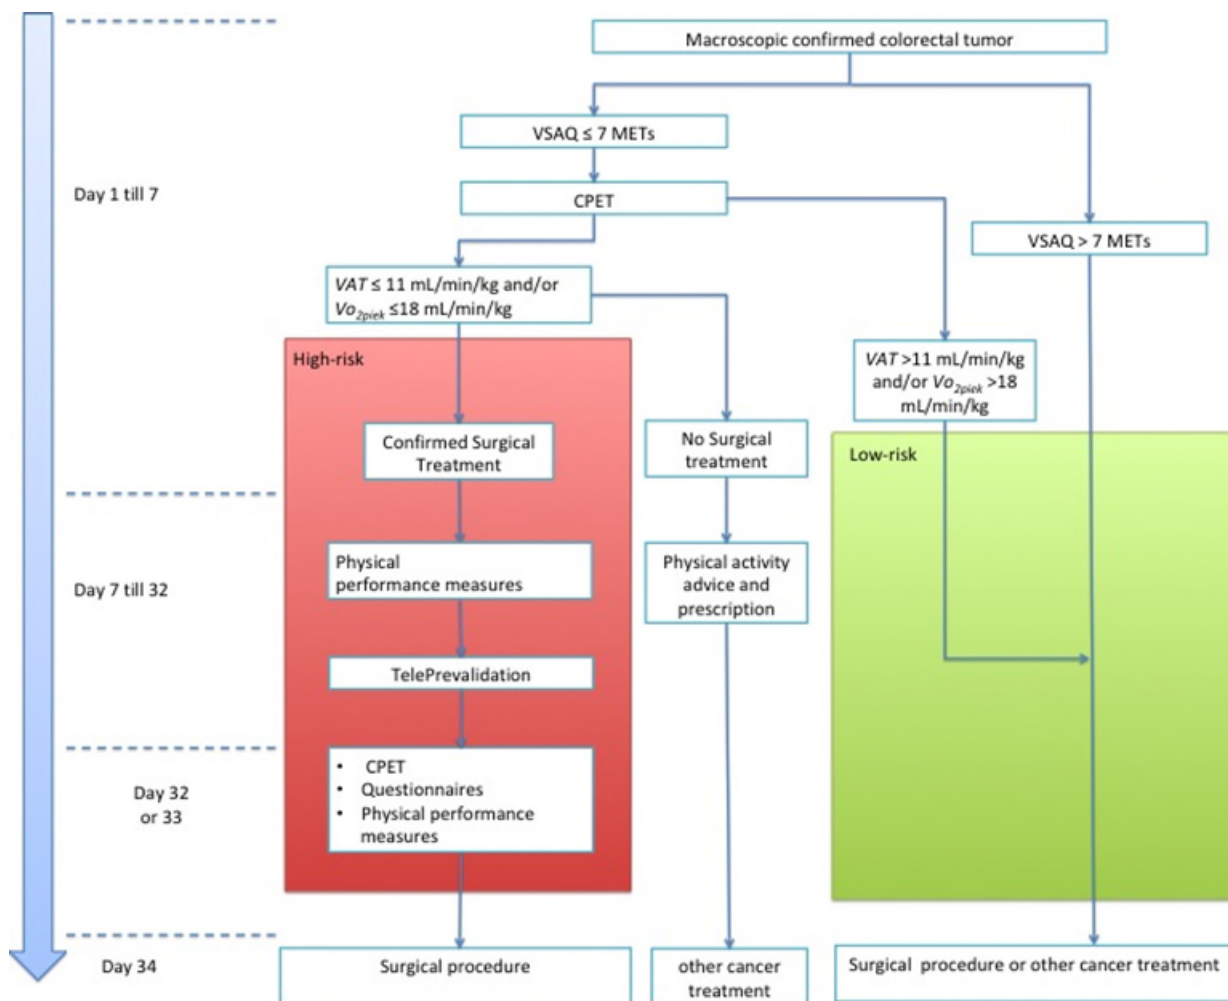 Macroscopic confirmed colorectal tumor
VSAQ ≤ 7 METs
Day 1 till 7
CPET
VSAQ > 7 METs
VAT ≤ 11 mL/min/kg and/or
Vo2piek ≤18 mL/min/kg
High-risk
VAT >11 mL/min/kg
and/or Vo2piek >18
mL/min/kg
Confirmed Surgical
Treatment
No Surgical
treatment
Low-risk
Day 7 till 32
Physical
performance measures
Physical activity
advice and
prescription
TelePrevalidation
Day 32
or 33
• CPET
• Questionnaires
• Physical performance
measures
Day 34
Surgical procedure
other cancer
treatment
Surgical procedure or other cancer treatment